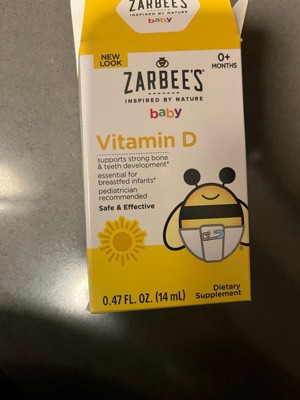 ZARBEE'S
INSPIRED BY NATURE
baby
NEW
LOOK
0+
MONTHS
ZARBEE'S
INSPIRED BY NATURE
baby
Vitamin D
supports strong bone
& teeth development*
essential for
breastfed infants*
pediatrician
recommended
Safe & Effective
0.47 FL. OZ. (14 mL)
Dietary
Supplement